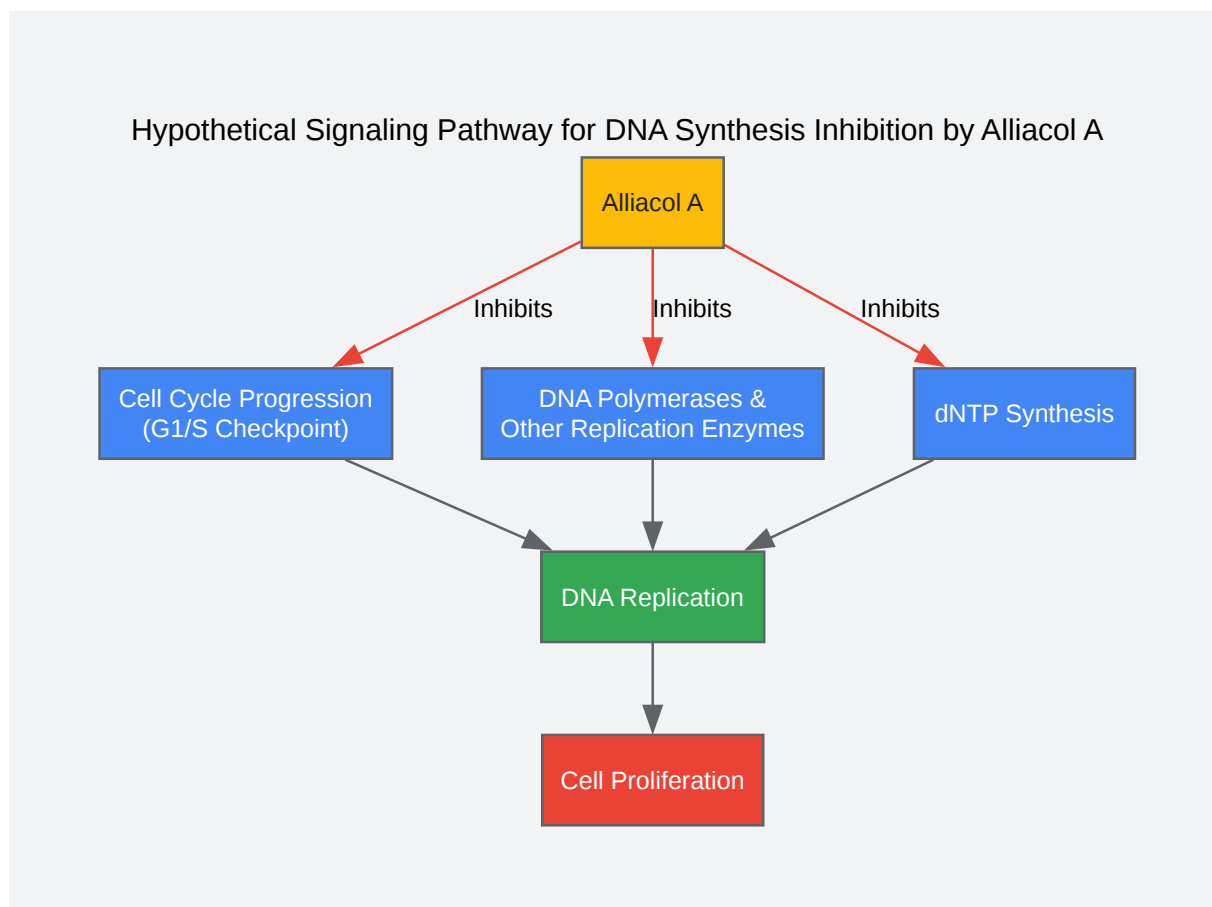 Hypothetical Signaling Pathway for DNA Synthesis Inhibition by Alliacol A
Alliacol A
Inhibits
Inhibits
Inhibits
Cell Cycle Progression
(G1/S Checkpoint)
DNA Polymerases &
Other Replication Enzymes
dNTP Synthesis
DNA Replication
Cell Proliferation